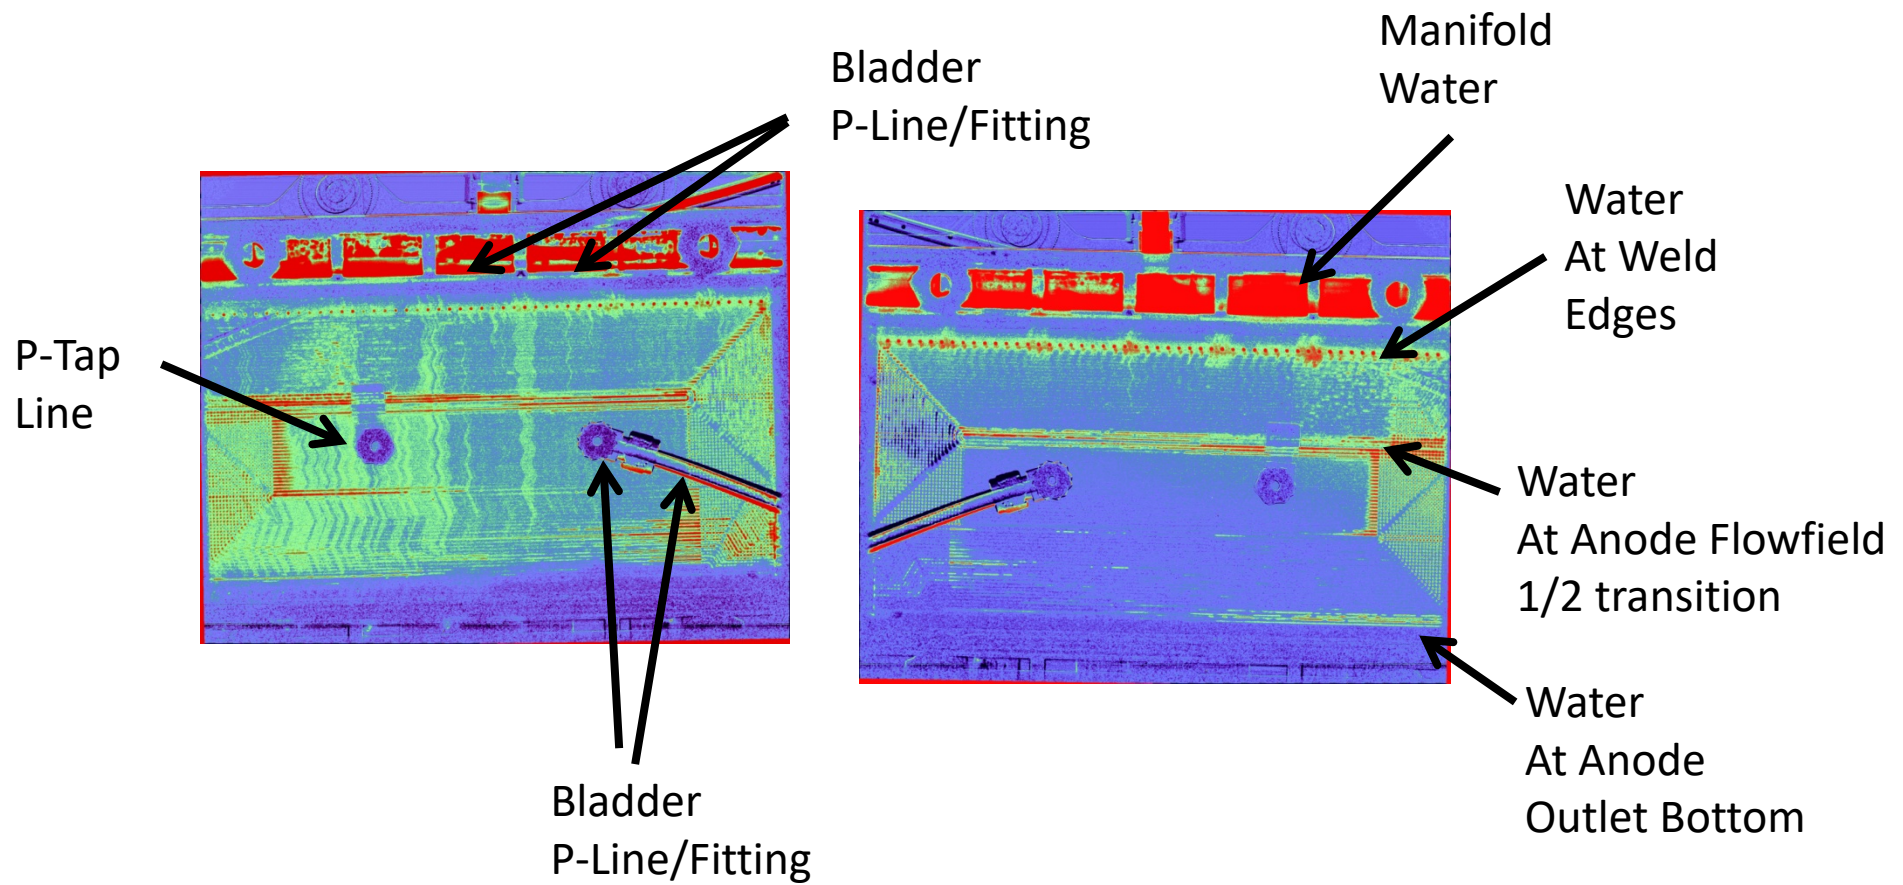 Manifold
Water
Bladder
P-Line/Fitting
Water
At Weld
Edges
P-Tap
Line
Water
At Anode Flowfield
1/2 transition
Water
At Anode
Outlet Bottom
Bladder
P-Line/Fitting